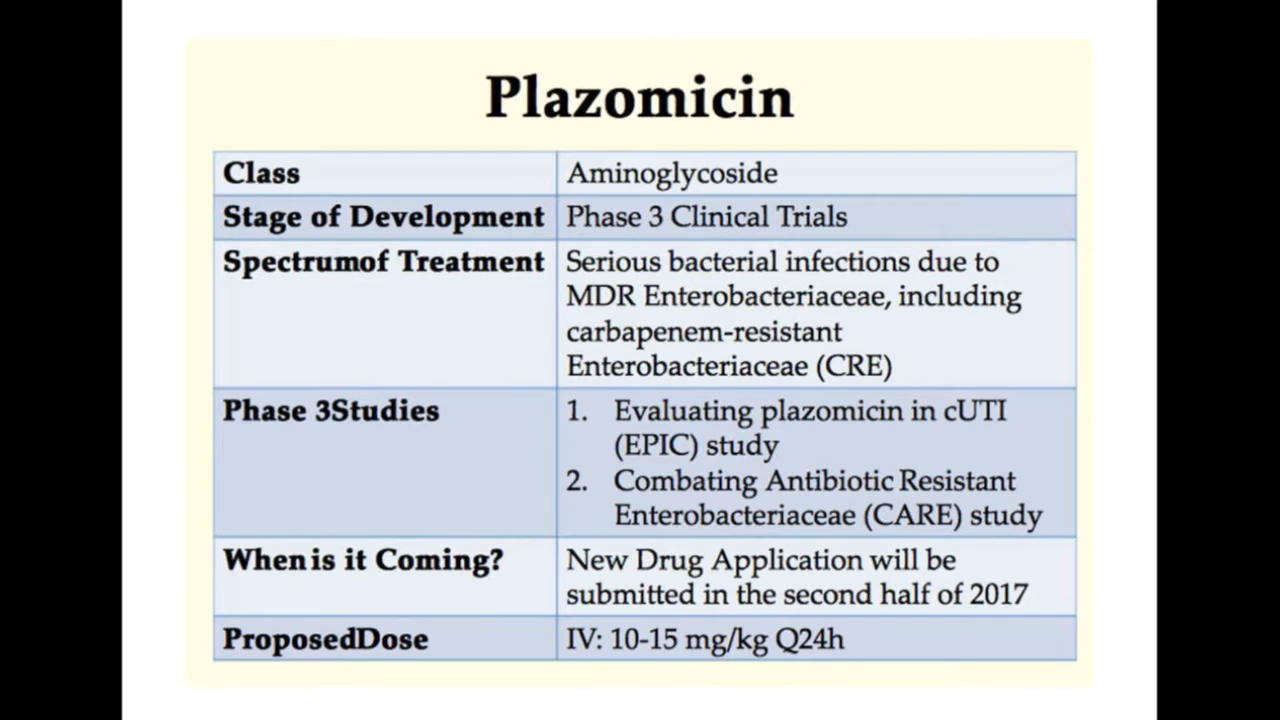 Plazomicin
Class
Aminoglycoside
Stage of Development
Phase 3 Clinical Trials
Spectrumof Treatment
Serious bacterial infections due to
MDR Enterobacteriaceae, including
carbapenem-resistant
Enterobacteriaceae (CRE)
Phase 3Studies
1. Evaluating plazomicin in cUTI
(EPIC) study
2. Combating Antibiotic Resistant
Enterobacteriaceae (CARE) study
When is it Coming?
New Drug Application will be
submitted in the second half of 2017
ProposedDose
IV: 10-15 mg/kg Q24h